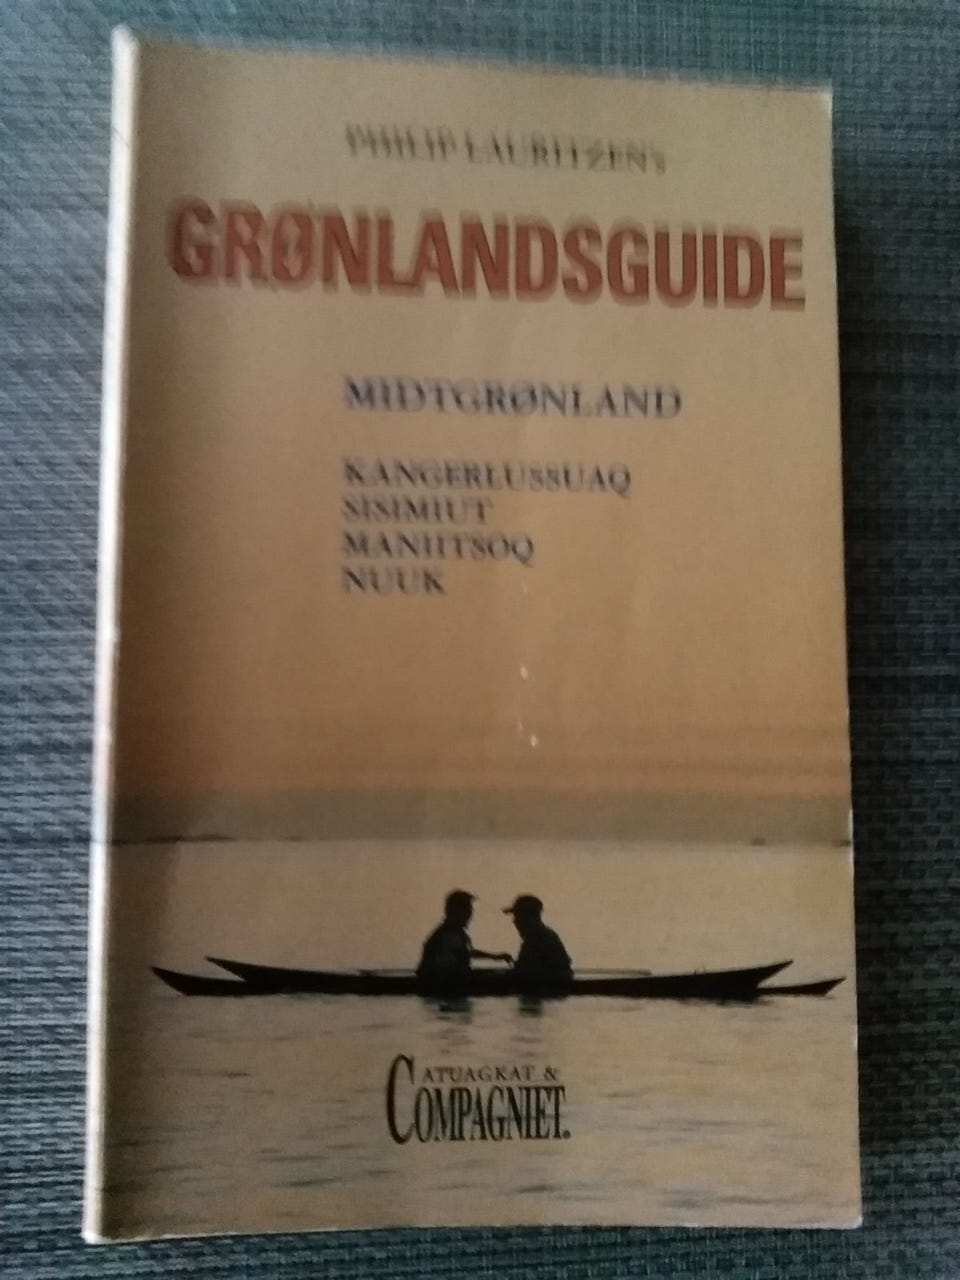 PHILIP LAURITZEN's
GRØNLANDSGUIDE
MIDTGRØNLAND
KANGERLUSSUAQ
SISIMIUT
MANIITSOQ
NUUK
ATUAGKAT &
COMPAGNIET.